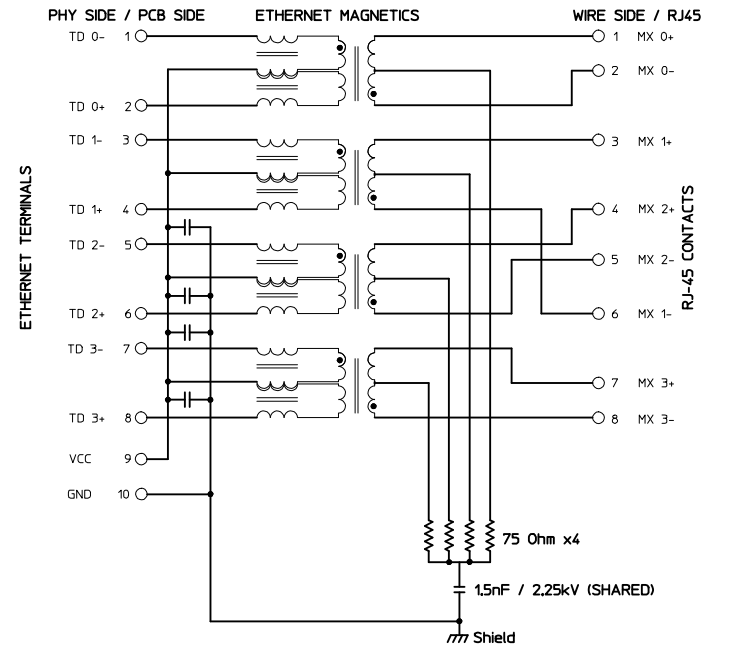 PHY SIDE / PCB SIDE ETHERNET MAGNETICS WIRE SIDE / RJ45
TD 0- 1 1 MX 0+
2 MX 0-
TD 0+ 2
TD 1- 3 3 MX 1+
TD 1+ 4 4 MX 2+
TD 2- 5 5 MX 2-
TD 2+ 6 6 MX 1-
TD 3- 7 7 MX 3+
TD 3+ 8 8 MX 3-
VCC 9
GND 10
ETHERNET TERMINALS
RJ-45 CONTACTS
75 Ohm x4
1.5nF / 2.25kV (SHARED)
Shield